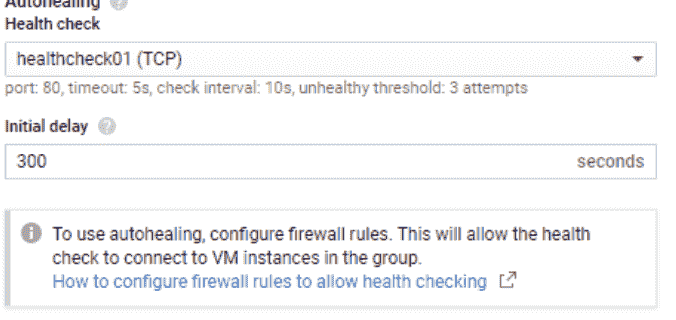 Autohealing
Health check
healthcheck01 (TCP)
port: 80, timeout: 5s, check interval: 10s, unhealthy threshold: 3 attempts
Initial delay
300 seconds
To use autohealing, configure firewall rules. This will allow the health
check to connect to VM instances in the group.
How to configure firewall rules to allow health checking